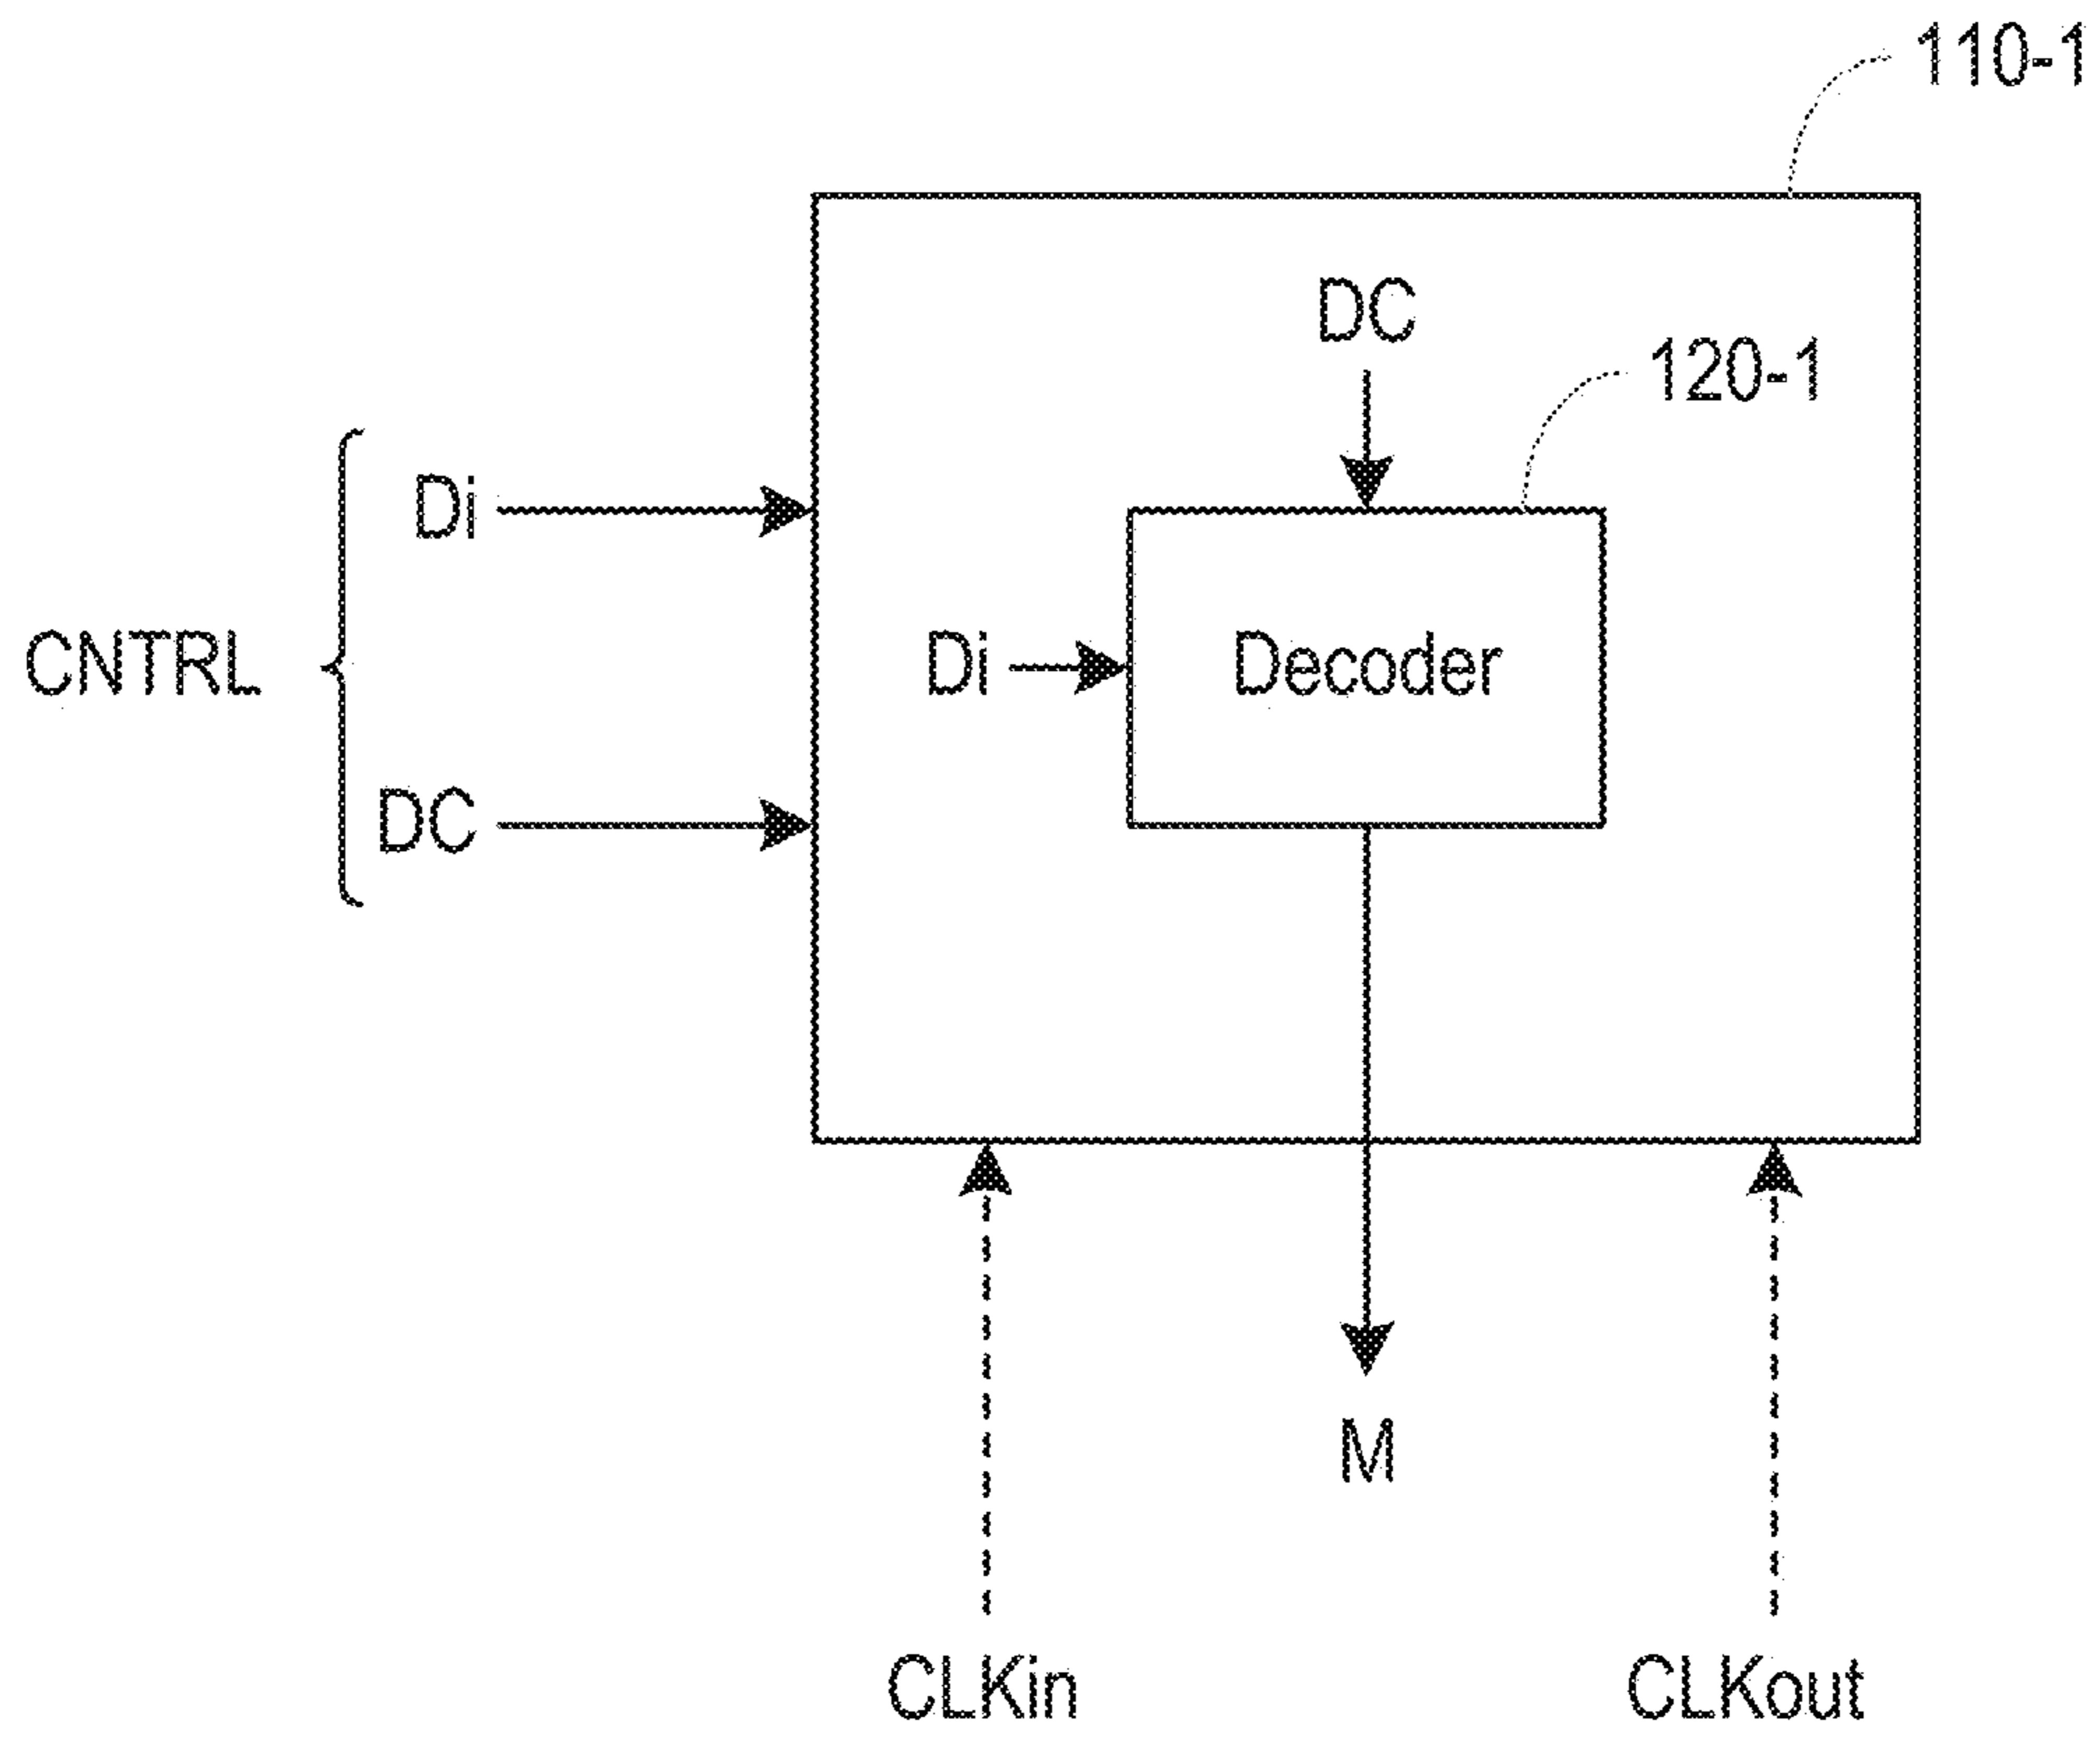 110-1
DC
120-1
Di
CNTRL
Di
Decoder
DC
M
CLKin
CLKout